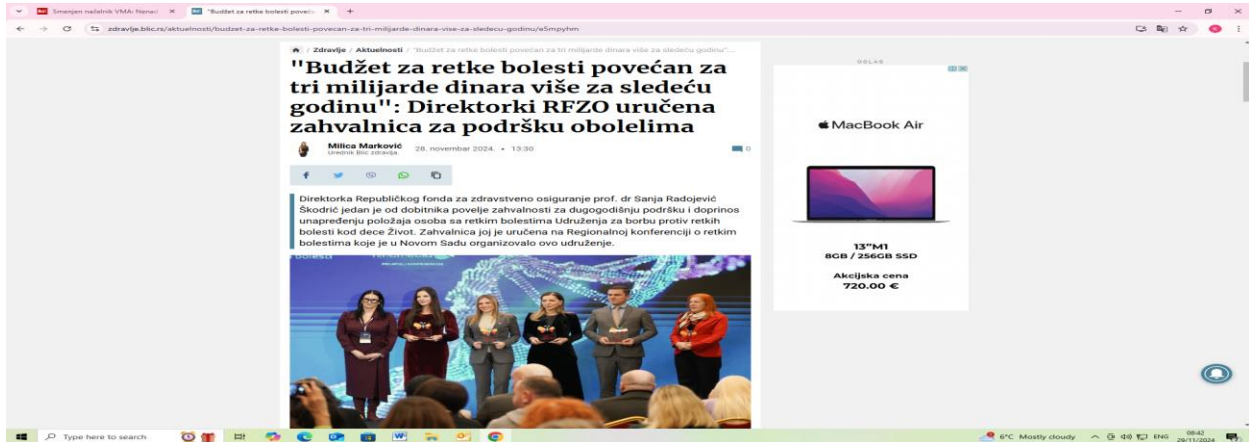 Smenjen načelnik VMA: Nenad
"Budžet za retke bolesti poveć
zdravlje.blic.rs/aktuelnosti/budzet-za-retke-bolesti-povecan-za-tri-milijarde-dinara-vise-za-sledecu-godinu/e5mpyhm
/ Zdravlje / Aktuelnosti / "Budžet za retke bolesti povećan za tri milijarde dinara više za sledeću godinu":...
"Budžet za retke bolesti povećan za
tri milijarde dinara više za sledeću
godinu": Direktorki RFZO uručena
zahvalnica za podršku obolelima
Milica Marković
Urednik Blic zdravlja
28. novembar 2024. • 13:30
0
Direktorka Republičkog fonda za zdravstveno osiguranje prof. dr Sanja Radojević
Škodrić jedan je od dobitnika povelje zahvalnosti za dugogodišnju podršku i doprinos
unapređenju položaja osoba sa retkim bolestima Udruženja za borbu protiv retkih
bolesti kod dece Život. Zahvalnica joj je uručena na Regionalnoj konferenciji o retkim
bolestima koje je u Novom Sadu organizovalo ovo udruženje.
OGLAS
MacBook Air
13"M1
8GB / 256GB SSD
Akcijska cena
720.00 €
Type here to search
6°C Mostly cloudy
ENG
08:42
29/11/2024